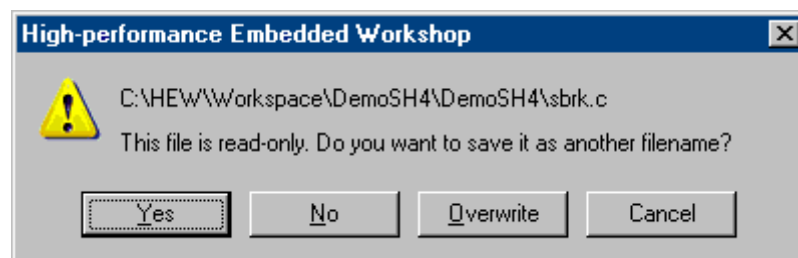 High-performance Embedded Workshop
C:\HEW\Workspace\DemoSH4\DemoSH4\sbrk.c
This file is read-only. Do you want to save it as another filename?
Yes No Overwrite Cancel